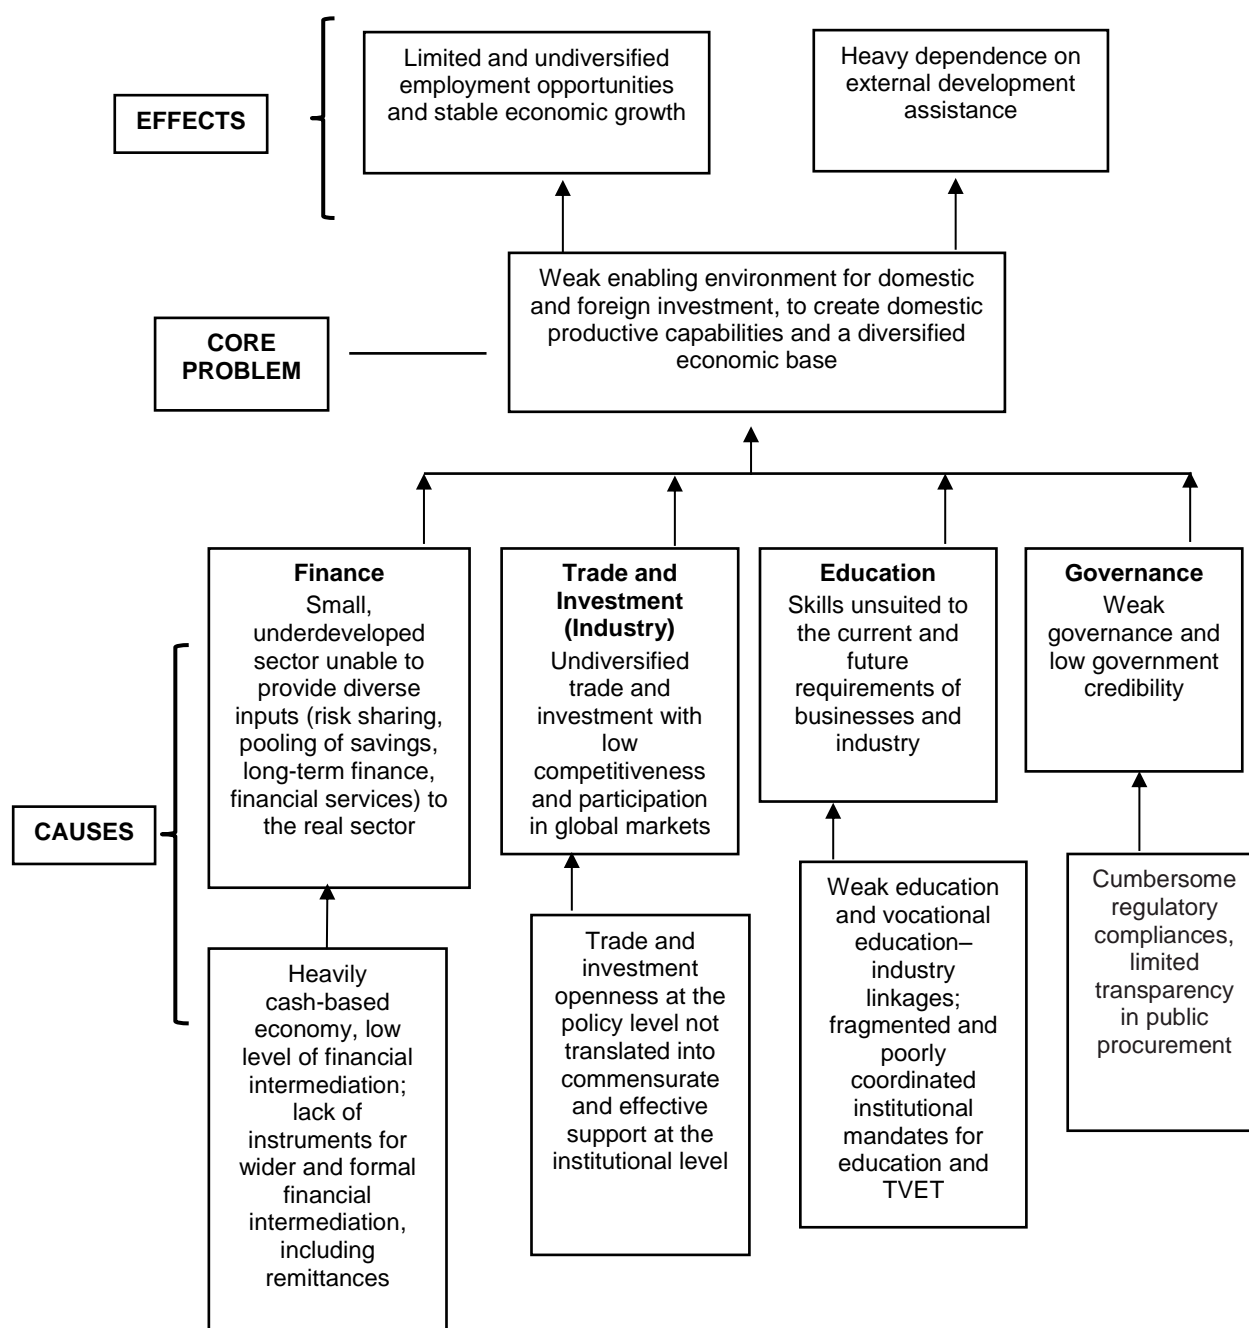 EFFECTS
Limited and undiversified
employment opportunities
and stable economic growth
Heavy dependence on
external development
assistance
CORE
PROBLEM
Weak enabling environment for domestic
and foreign investment, to create domestic
productive capabilities and a diversified
economic base
CAUSES
Finance
Small,
underdeveloped
sector unable to
provide diverse
inputs (risk sharing,
pooling of savings,
long-term finance,
financial services) to
the real sector
Trade and
Investment
(Industry)
Undiversified
trade and
investment with
low
competitiveness
and participation
in global markets
Education
Skills unsuited to
the current and
future
requirements of
businesses and
industry
Governance
Weak
governance and
low government
credibility
Heavily
cash-based
economy, low
level of financial
intermediation;
lack of
instruments for
wider and formal
financial
intermediation,
including
remittances
Trade and
investment
openness at the
policy level not
translated into
commensurate
and effective
support at the
institutional level
Weak education
and vocational
education–
industry
linkages;
fragmented and
poorly
coordinated
institutional
mandates for
education and
TVET
Cumbersome
regulatory
compliances,
limited
transparency
in public
procurement